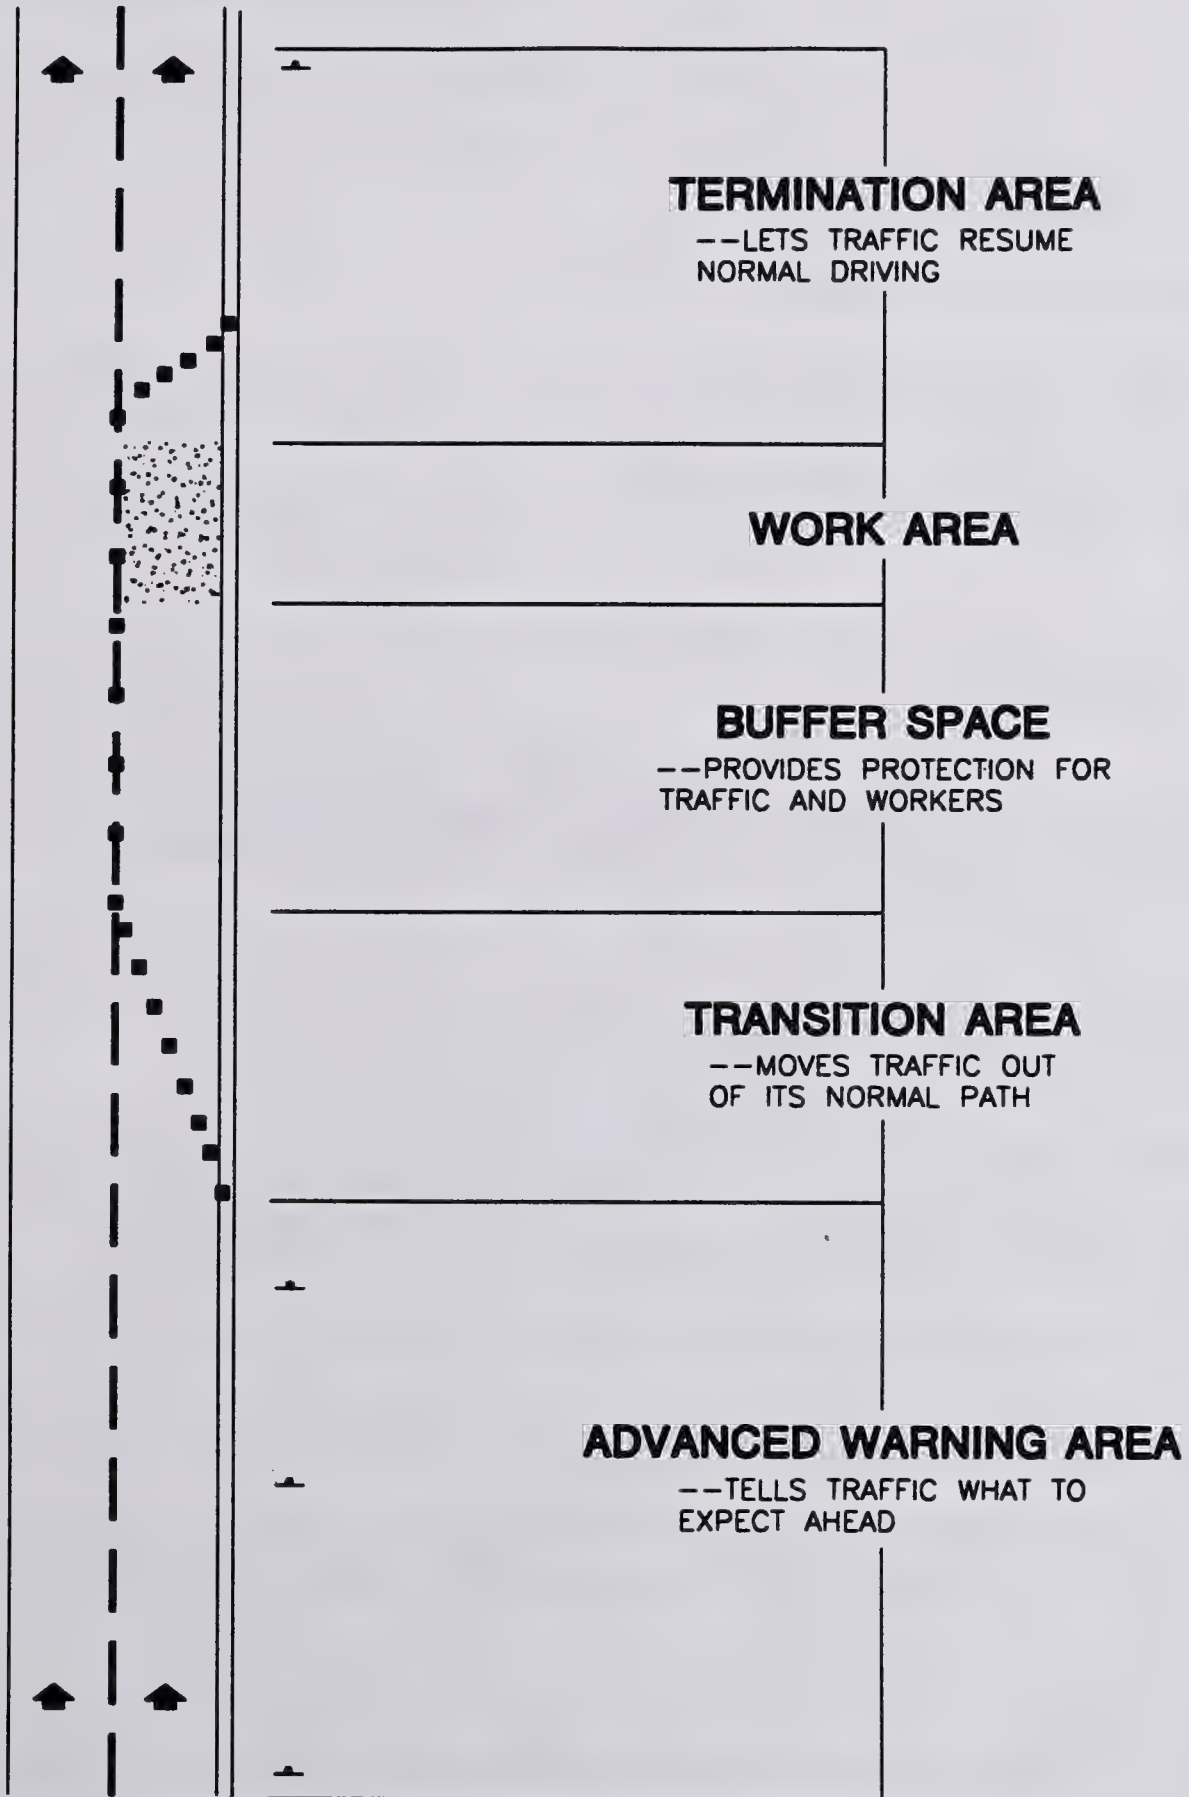 TERMINATION AREA
--LETS TRAFFIC RESUME
NORMAL DRIVING
WORK AREA
BUFFER SPACE
--PROVIDES PROTECTION FOR
TRAFFIC AND WORKERS
TRANSITION AREA
--MOVES TRAFFIC OUT
OF ITS NORMAL PATH
ADVANCED WARNING AREA
--TELLS TRAFFIC WHAT TO
EXPECT AHEAD